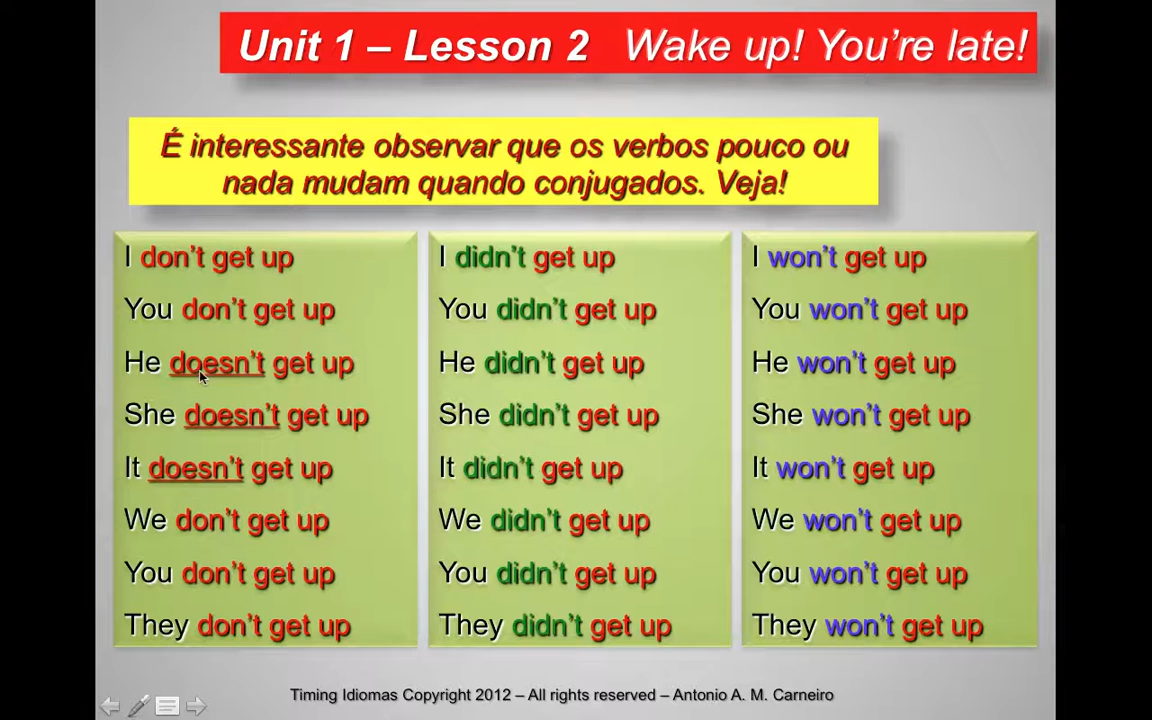 Unit 1 – Lesson 2 Wake up! You’re late!
É interessante observar que os verbos pouco ou
nada mudam quando conjugados. Veja!
I don’t get up
You don’t get up
He doesn’t get up
She doesn’t get up
It doesn’t get up
We don’t get up
You don’t get up
They don’t get up
I didn’t get up
You didn’t get up
He didn’t get up
She didn’t get up
It didn’t get up
We didn’t get up
You didn’t get up
They didn’t get up
I won’t get up
You won’t get up
He won’t get up
She won’t get up
It won’t get up
We won’t get up
You won’t get up
They won’t get up
Timing Idiomas Copyright 2012 – All rights reserved – Antonio A. M. Carneiro